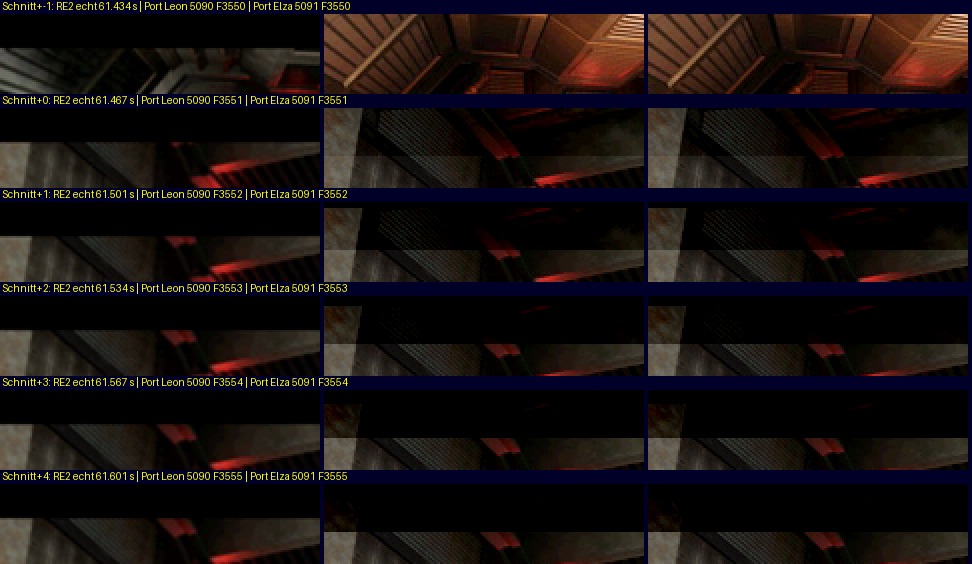 Schnitt+-1: RE2 echt 61.434 s | Port Leon 5090 F3550 | Port Elza 5091 F3550
Schnitt+0: RE2 echt 61.467 s | Port Leon 5090 F3551 | Port Elza 5091 F3551
Schnitt+1: RE2 echt 61.501 s | Port Leon 5090 F3552 | Port Elza 5091 F3552
Schnitt+2: RE2 echt 61.534 s | Port Leon 5090 F3553 | Port Elza 5091 F3553
Schnitt+3: RE2 echt 61.567 s | Port Leon 5090 F3554 | Port Elza 5091 F3554
Schnitt+4: RE2 echt 61.601 s | Port Leon 5090 F3555 | Port Elza 5091 F3555